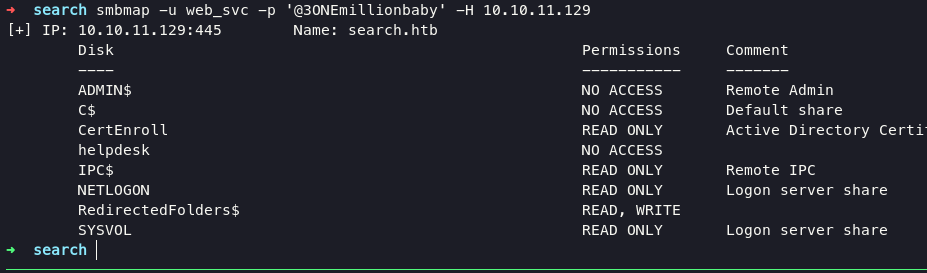 → search smbmap -u web_svc -p '@3ONEmillionbaby' -H 10.10.11.129
[+] IP: 10.10.11.129:445 Name: search.htb
Disk Permissions Comment
---- ----------- -------
ADMIN$ NO ACCESS Remote Admin
C$ NO ACCESS Default share
CertEnroll READ ONLY Active Directory Certi
helpdesk NO ACCESS
IPC$ READ ONLY Remote IPC
NETLOGON READ ONLY Logon server share
RedirectedFolders$ READ, WRITE
SYSVOL READ ONLY Logon server share
→ search